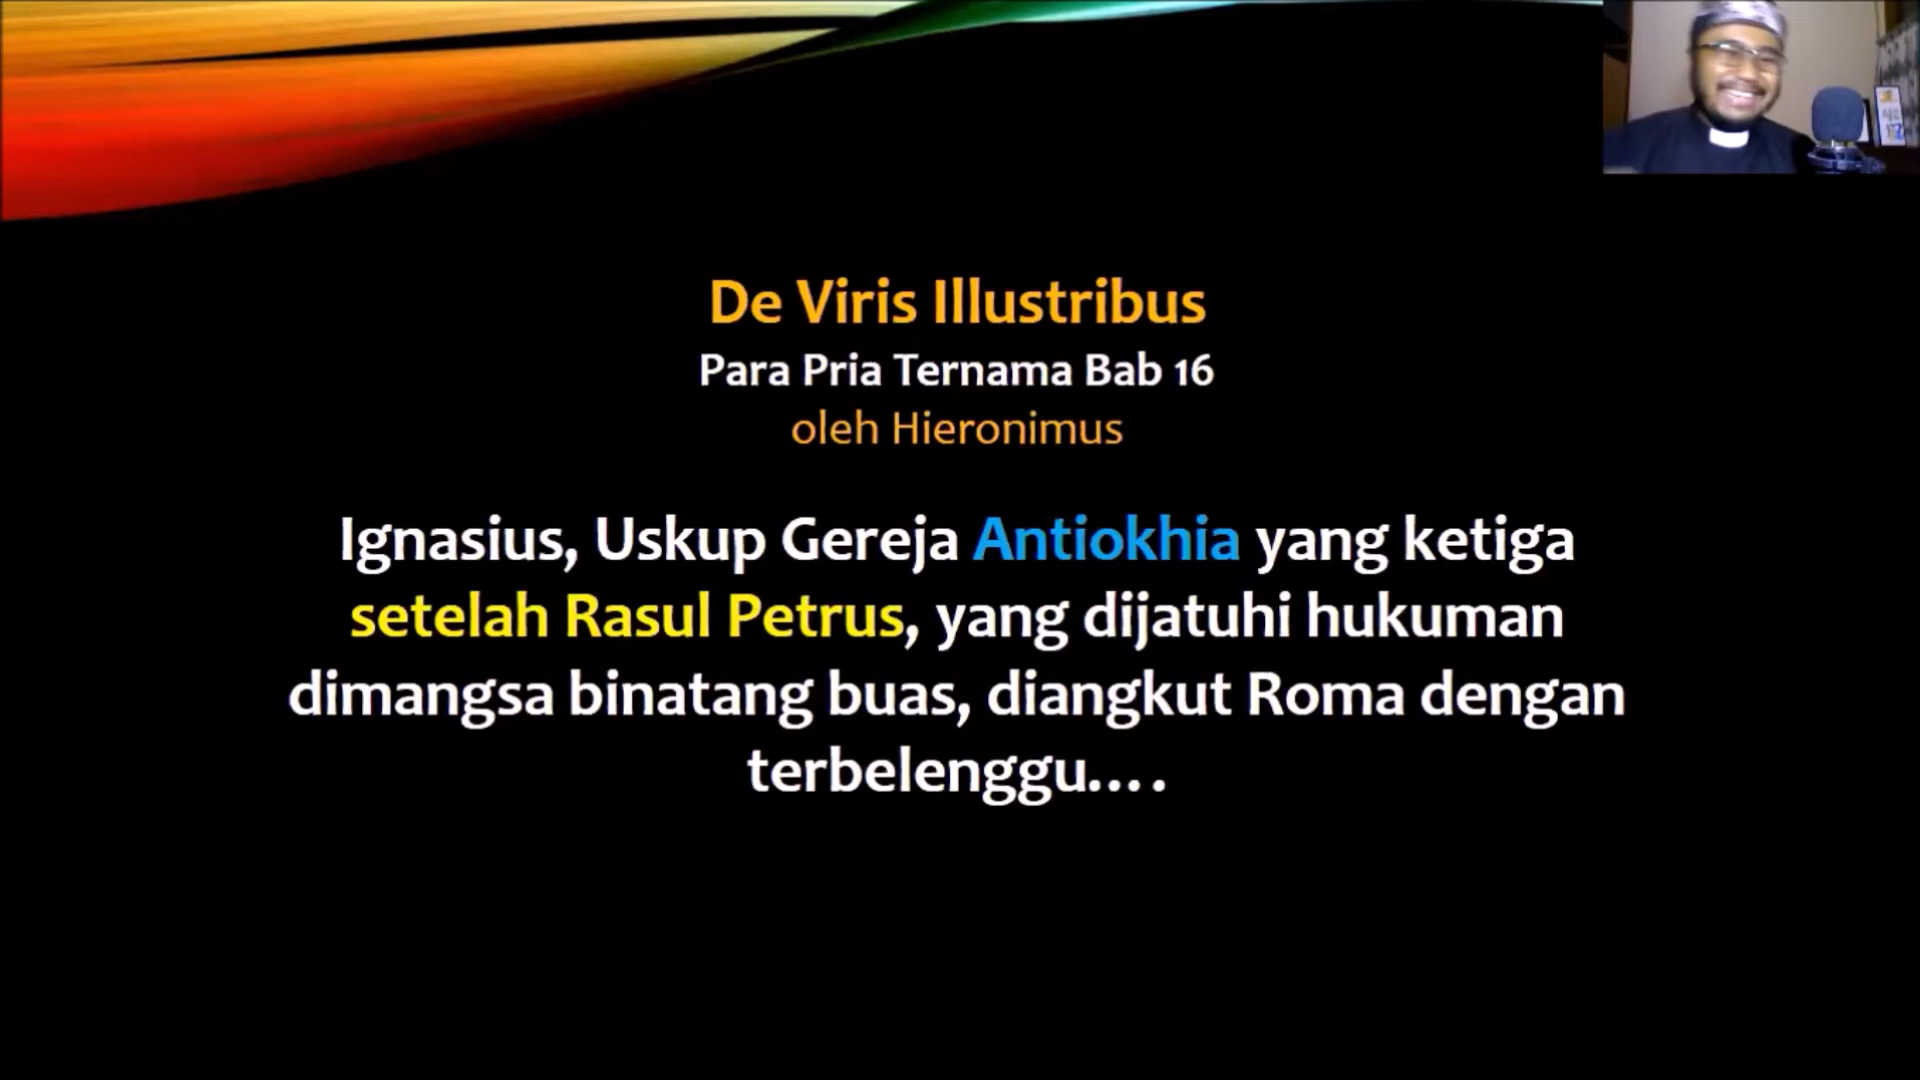 De Viris Illustribus
Para Pria Ternama Bab 16
oleh Hieronimus
Ignasius, Uskup Gereja Antiokhia yang ketiga
setelah Rasul Petrus, yang dijatuhi hukuman
dimangsa binatang buas, diangkut Roma dengan
terbelenggu....